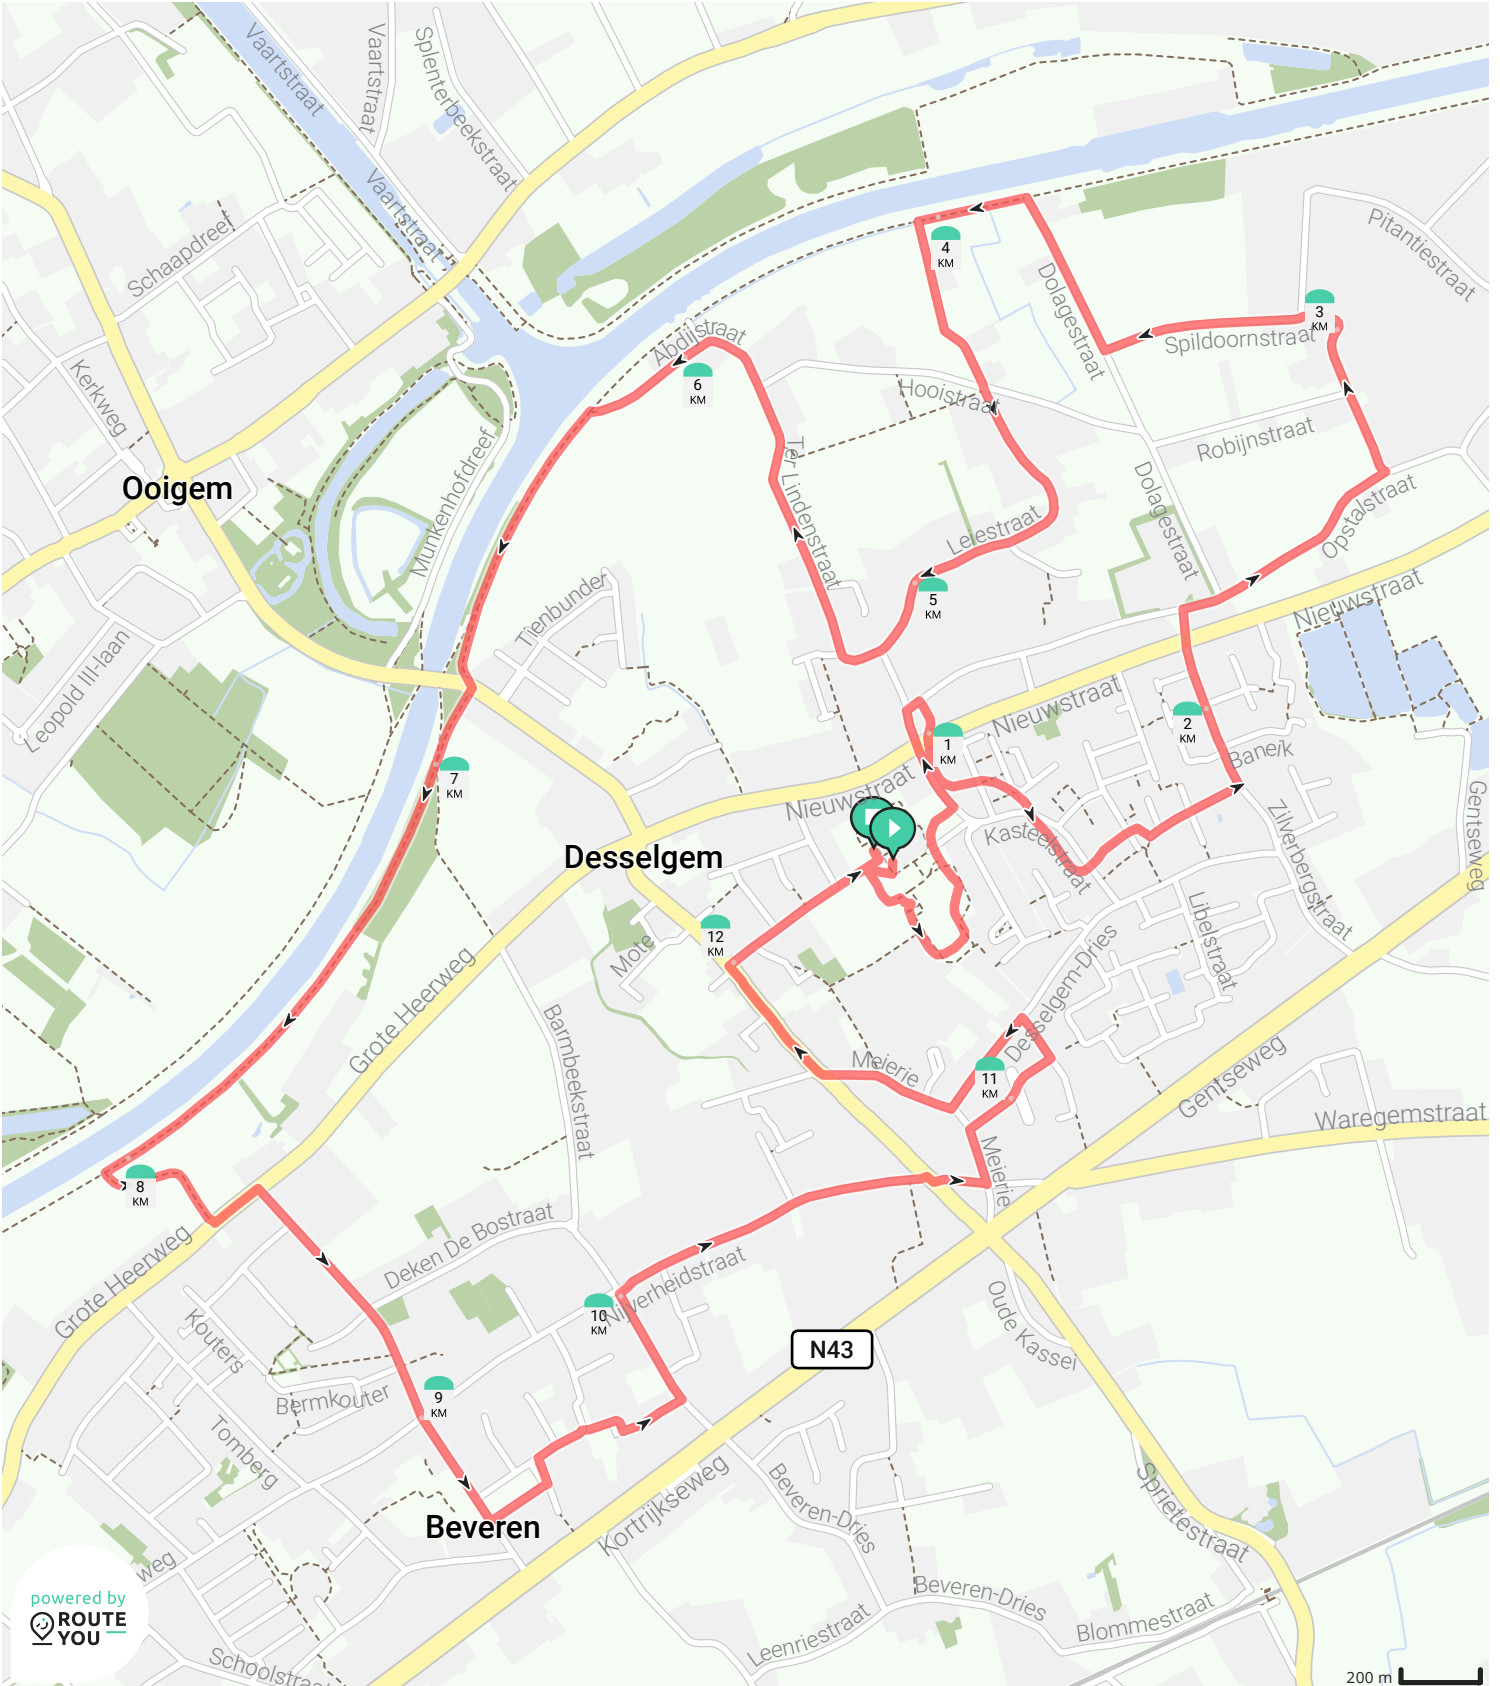 Vaartstraat
Vaartstraat
Splenterbeekstraat
Vaartstraat
Schaapdreef
Pitantiestraat
4
KM
Dolagestraat
3
KM
Spildoornstraat
Abdijstraat
6
KM
Hooistraat
Kerkweg
Robijnstraat
Ooigem
Munkenhofdreef
Ter Lindenstraat
Dolagestraat
Opstalstraat
Leiestraat
5
KM
Tienbunder
Nieuwstraat
Leopold III-laan
Nieuwstraat
2
KM
1
KM
Baneik
7
KM
Nieuwstraat
Gentseweg
Kasteelstraat
Zilverbergstraat
Desselgem
Libelstraat
12
KM
Mote
Desselgem-Dries
Grote Heerweg
Barmbeekstraat
Meierie
11
KM
Gentseweg
Waregemstraat
Meierie
8
KM
Deken De Bostraat
Grote Heerweg
Nijverheidstraat
10
KM
Kouters
Oude Kassei
N43
9
KM
Bermkouter
Tomberg
Beveren
Kortrijkseweg
Beveren-Dries
Sprietestraat
weg
powered by
ROUTE
YOU
Beveren-Dries
Blommestraat
Leenriestraat
Schoolstraat
200 m